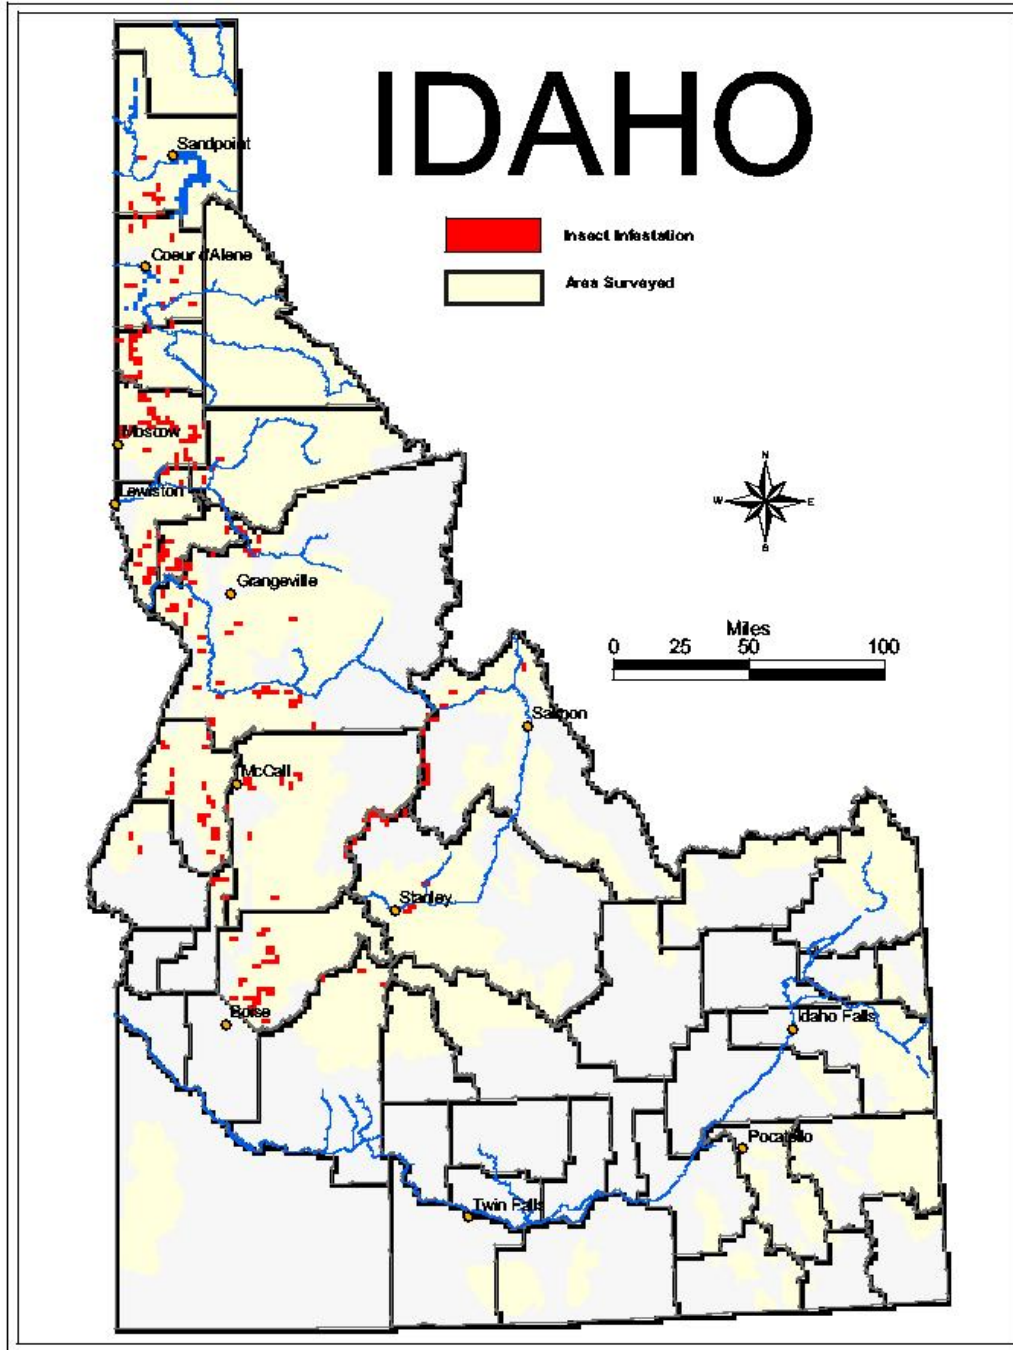 IDAHO
Sandpoint
Insect Infestation
Coeur d'Alene
Area Surveyed
Moscow
N
Lewiston
W
E
S
Grangeville
Miles
0 25 50 100
Salmon
McCall
Stanley
Boise
Idaho Falls
Pocatello
Twin Falls